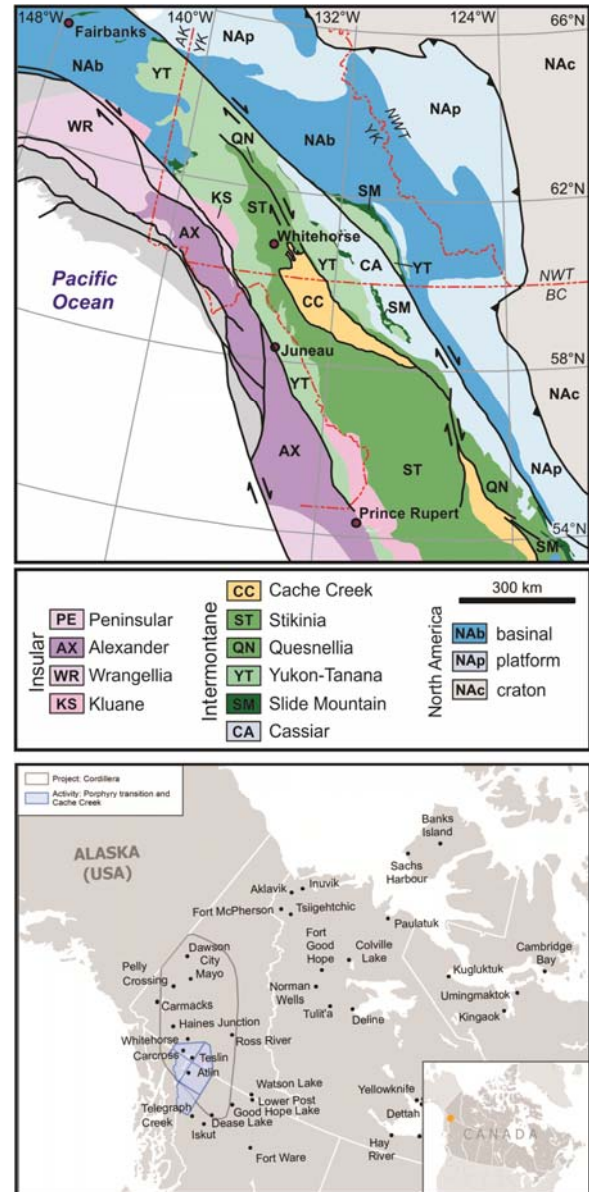 148°W
140°W
132°W
124°W
66°N
Fairbanks
AK
YK
NAp
NAc
NAb
YT
NAp
WR
QN
NAb
NWT
YK
SM
62°N
KS
ST
AX
Whitehorse
YT
CA
YT
NWT
BC
Pacific
Ocean
CC
SM
58°N
Juneau
YT
NAc
AX
ST
QN
NAp
Prince Rupert
54°N
SM
Insular
PE Peninsular
AX Alexander
WR Wrangellia
KS Kluane
Intermontane
CC Cache Creek
ST Stikinia
QN Quesnellia
YT Yukon-Tanana
SM Slide Mountain
CA Cassiar
300 km
North America
NAb basinal
NAp platform
NAc craton
Project: Cordillera
Activity: Porphyry transition and
Cache Creek
ALASKA
(USA)
Banks
Island
Sachs
Harbour
Aklavik
Inuvik
Fort McPherson
Tsiigehtchic
Paulatuk
Dawson
City
Fort
Good
Hope
Colville
Lake
Cambridge
Bay
Pelly
Crossing
Mayo
Kugluktuk
Norman
Wells
Umingmaktok
Carmacks
Tulit'a
Deline
Kingaok
Haines Junction
Whitehorse
Ross River
Carcross
Teslin
Atlin
Watson Lake
Yellowknife
Telegraph
Creek
Lower Post
Dettah
Good Hope Lake
Dease Lake
Iskut
Hay
River
Fort Ware
CANADA